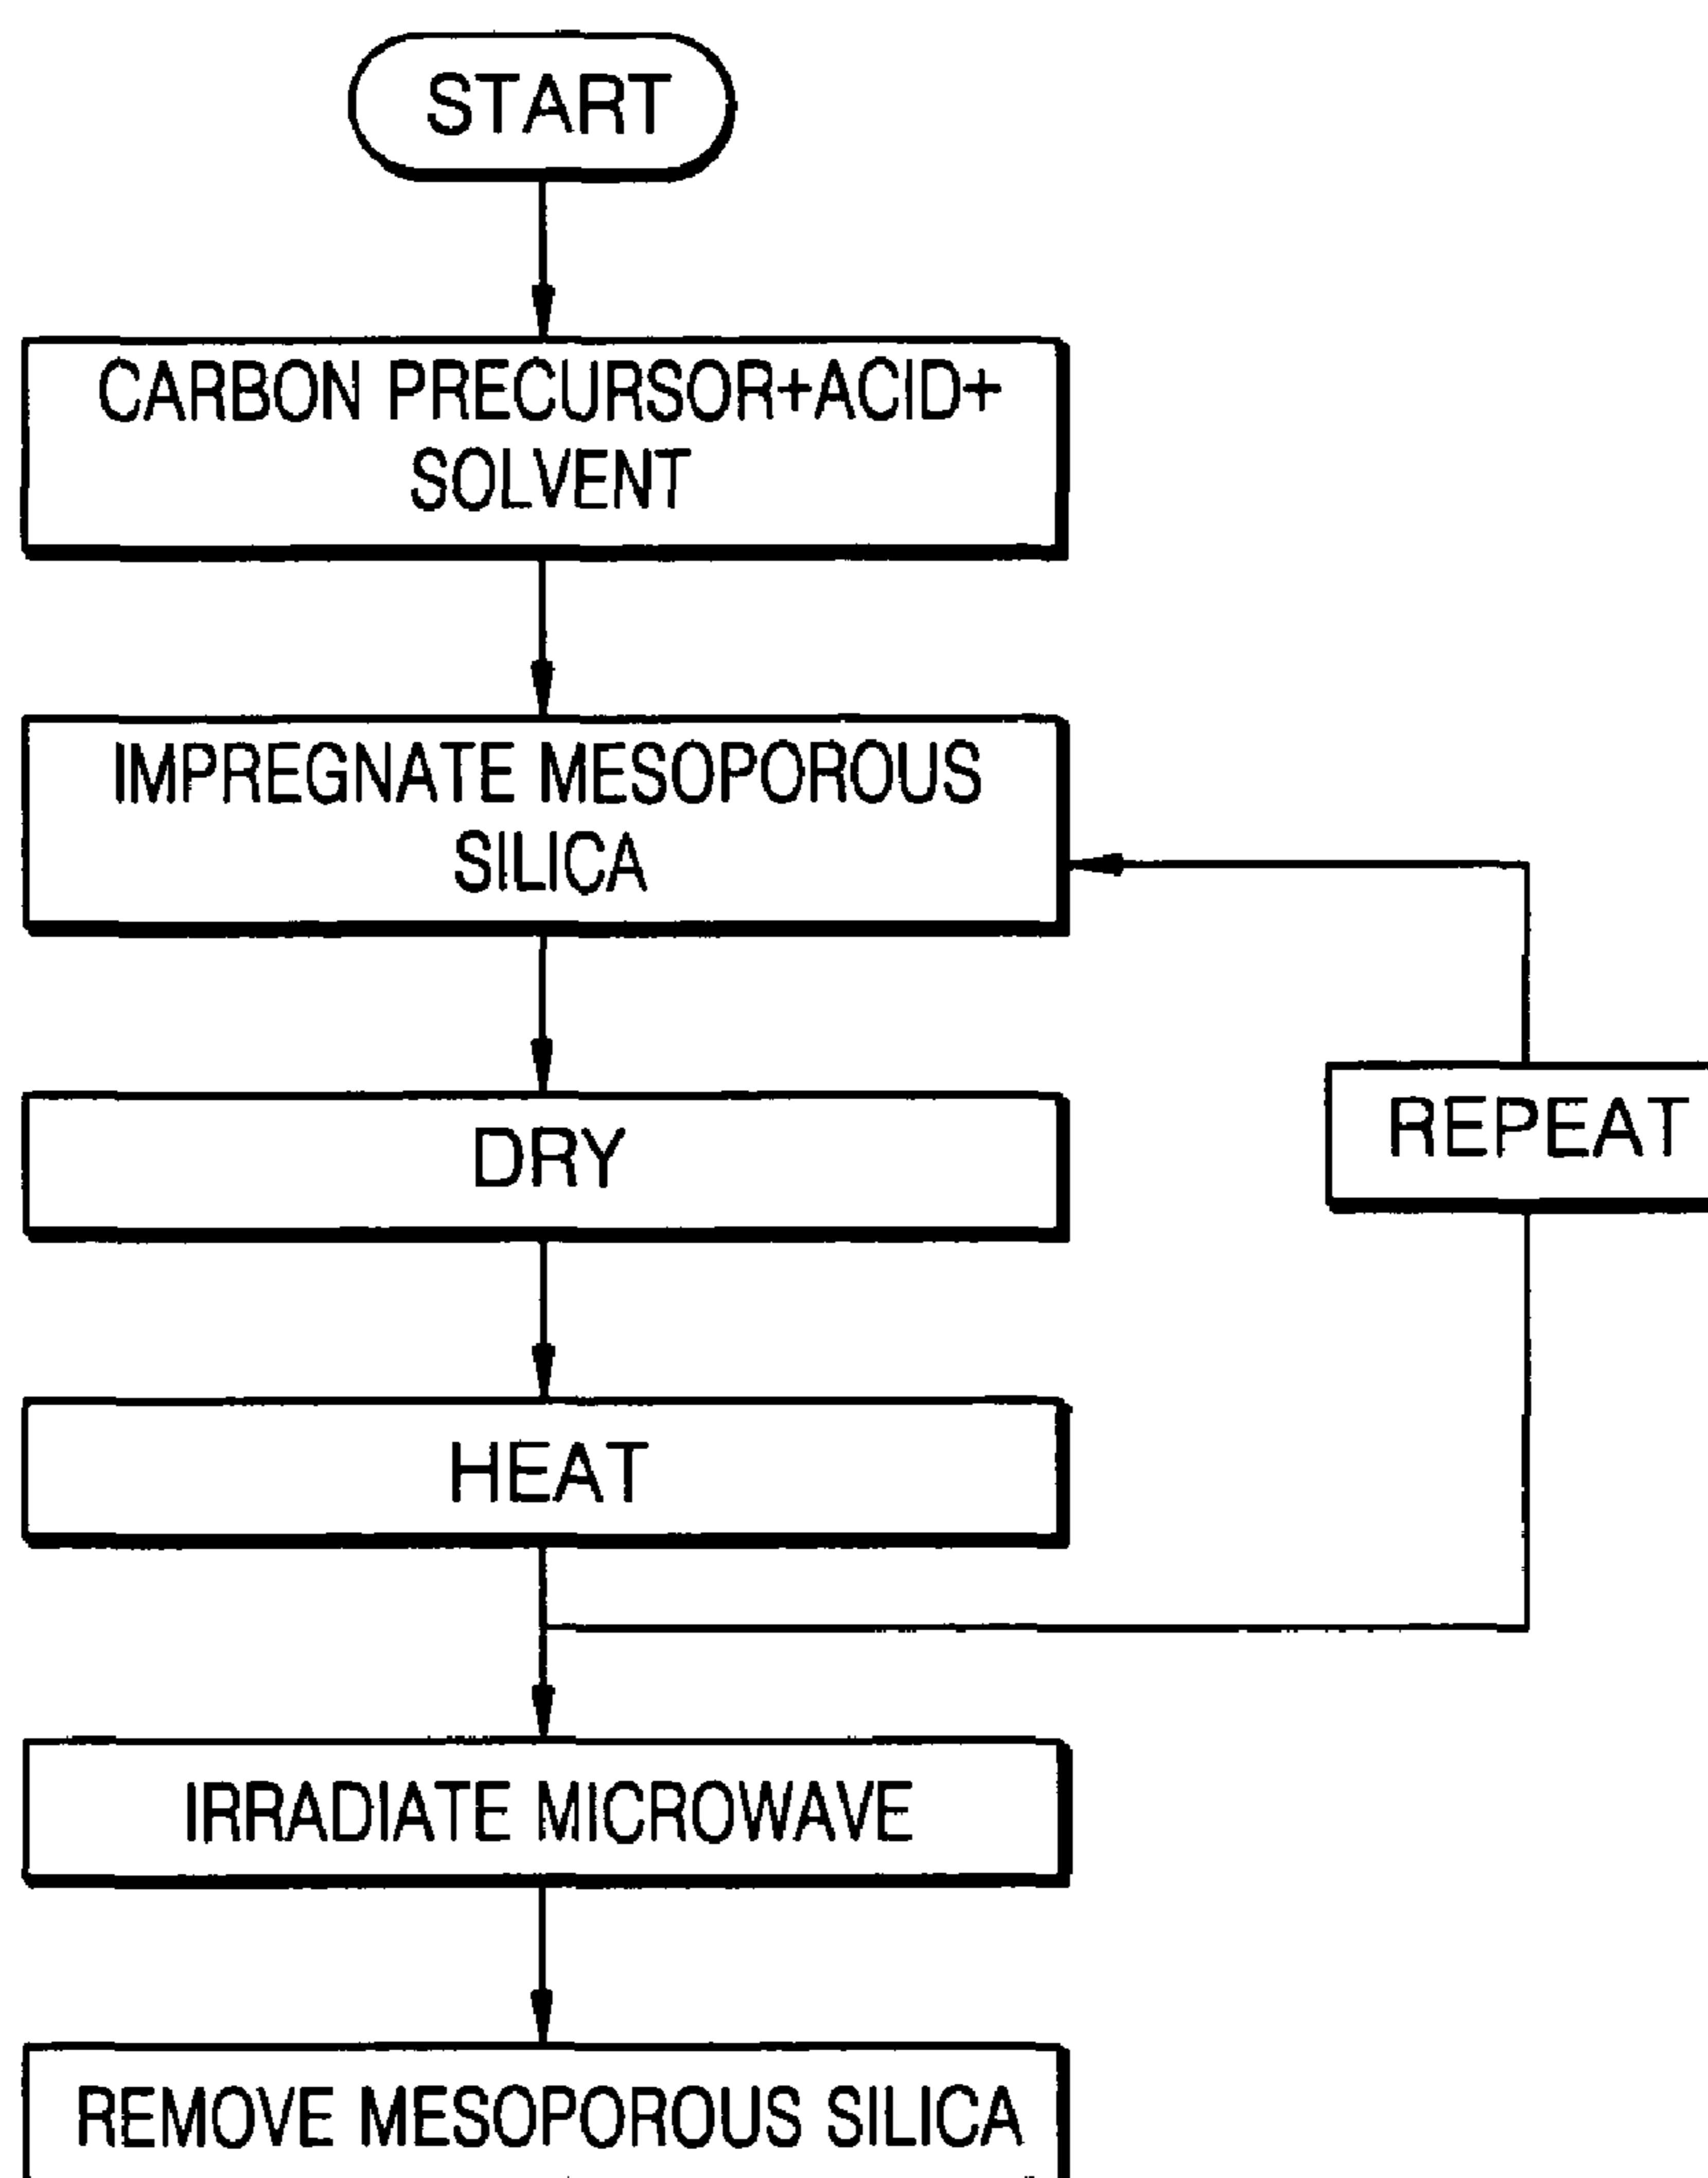 START
CARBON PRECURSOR+ACID+
SOLVENT
IMPREGNATE MESOPOROUS
SILICA
DRY
REPEAT
HEAT
IRRADIATE MICROWAVE
REMOVE MESOPOROUS SILICA